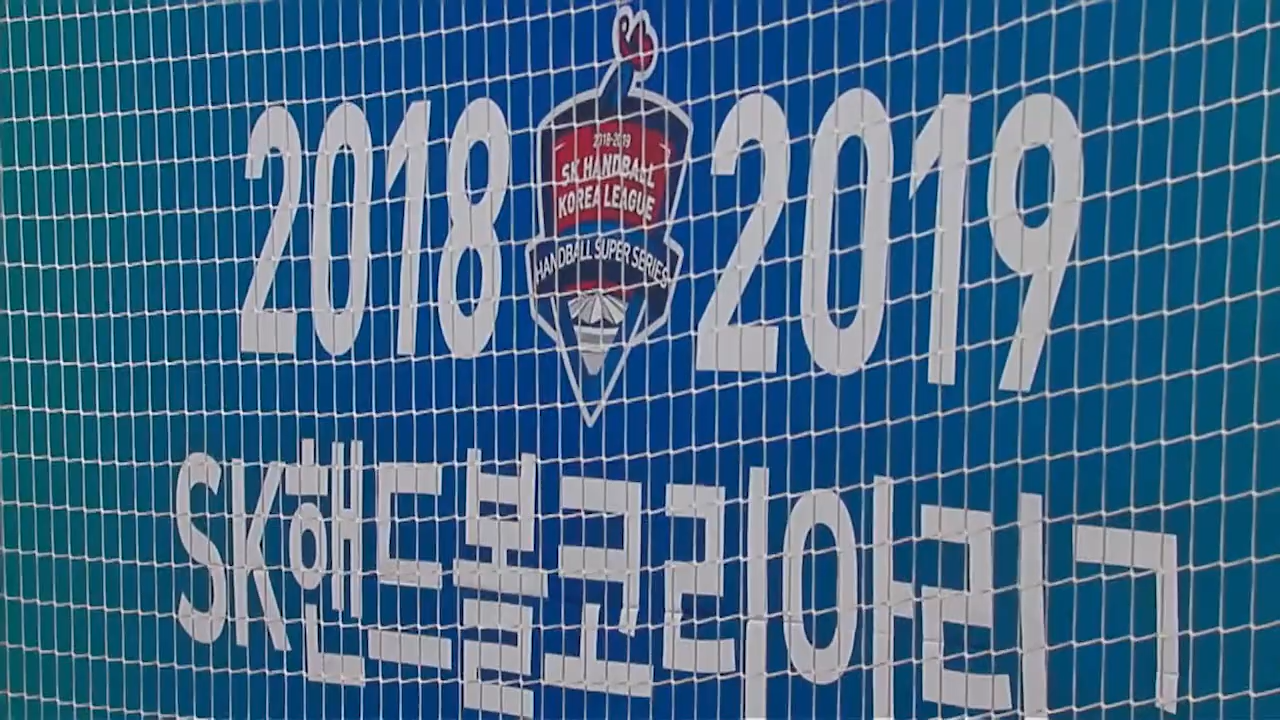 2018 2019
2018-2019
SK HANDBALL
KOREA LEAGUE
HANDBALL SUPER SERIES
SK핸드볼코리아리그